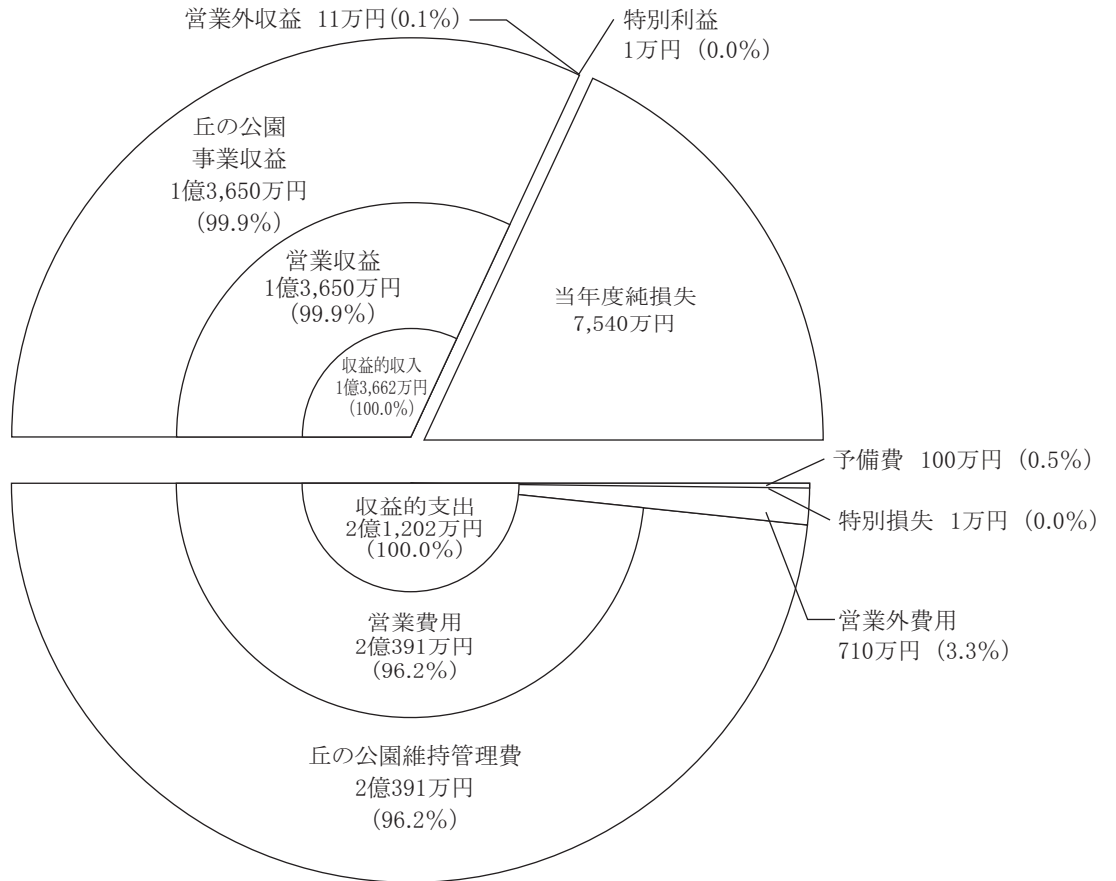 営業外収益 11万円(0.1%)
特別利益
1万円 (0.0%)
丘の公園
事業収益
1億3,650万円
(99.9%)
営業収益
1億3,650万円
(99.9%)
収益的収入
1億3,662万円
(100.0%)
当年度純損失
7,540万円
予備費 100万円 (0.5%)
特別損失 1万円 (0.0%)
営業外費用
710万円 (3.3%)
収益的支出
2億1,202万円
(100.0%)
営業費用
2億391万円
(96.2%)
丘の公園維持管理費
2億391万円
(96.2%)